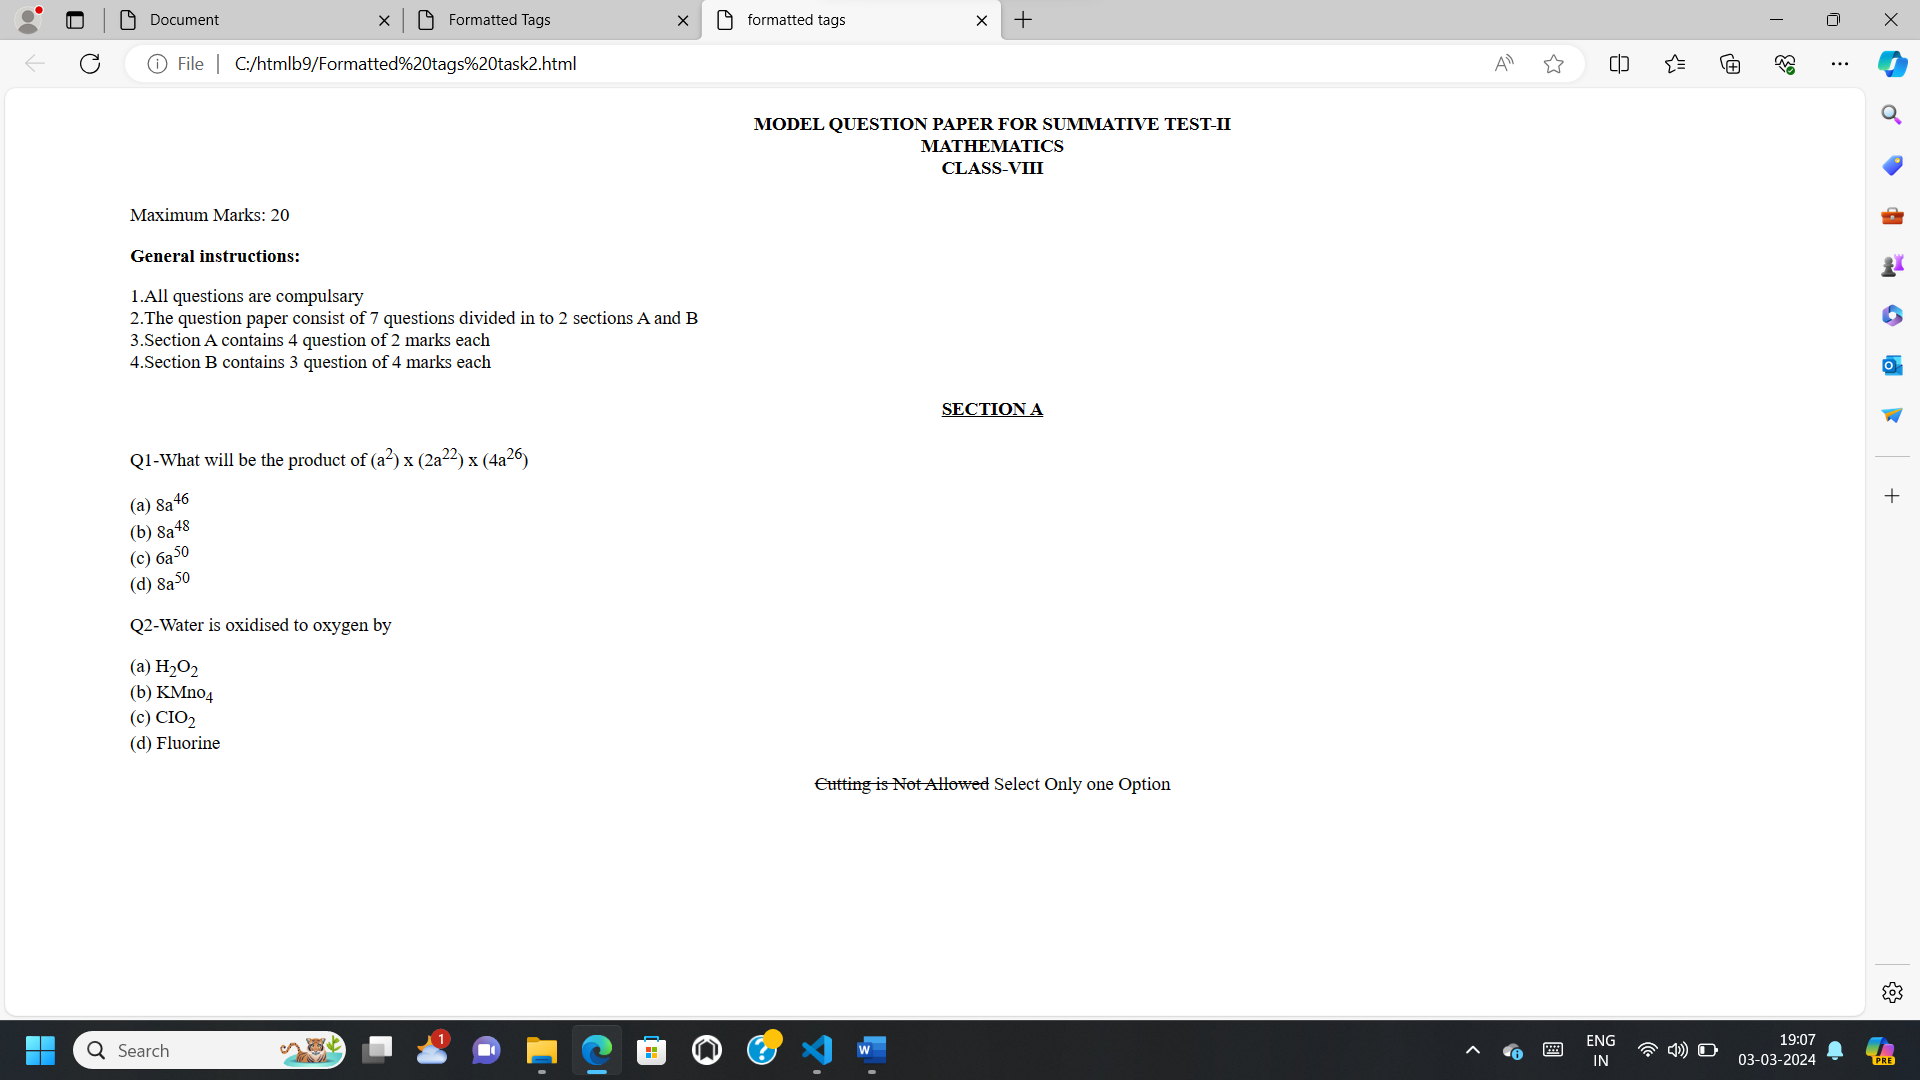 Document
Formatted Tags
formatted tags
File
C:/htmlb9/Formatted%20tags%20task2.html
MODEL QUESTION PAPER FOR SUMMATIVE TEST-II
MATHEMATICS
CLASS-VIII
Maximum Marks: 20
General instructions:
1.All questions are compulsary
2.The question paper consist of 7 questions divided in to 2 sections A and B
3.Section A contains 4 question of 2 marks each
4.Section B contains 3 question of 4 marks each
SECTION A
Q1-What will be the product of (a²) x (2a²²) x (4a²⁶)
(a) 8a⁴⁶
(b) 8a⁴⁸
(c) 6a⁵⁰
(d) 8a⁵⁰
Q2-Water is oxidised to oxygen by
(a) H₂O₂
(b) KMno₄
(c) CIO₂
(d) Fluorine
Cutting is Not Allowed Select Only one Option
Search
1
ENG
IN
19:07
03-03-2024
PRE